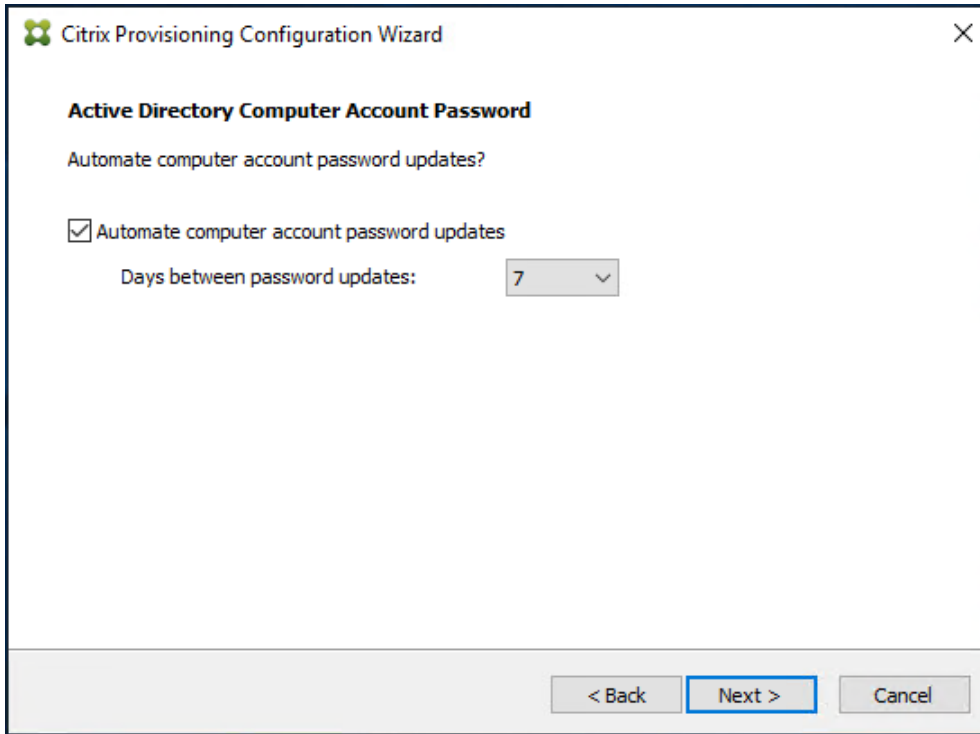 Citrix Provisioning Configuration Wizard
Active Directory Computer Account Password
Automate computer account password updates?
Automate computer account password updates
Days between password updates: 7
< Back Next > Cancel